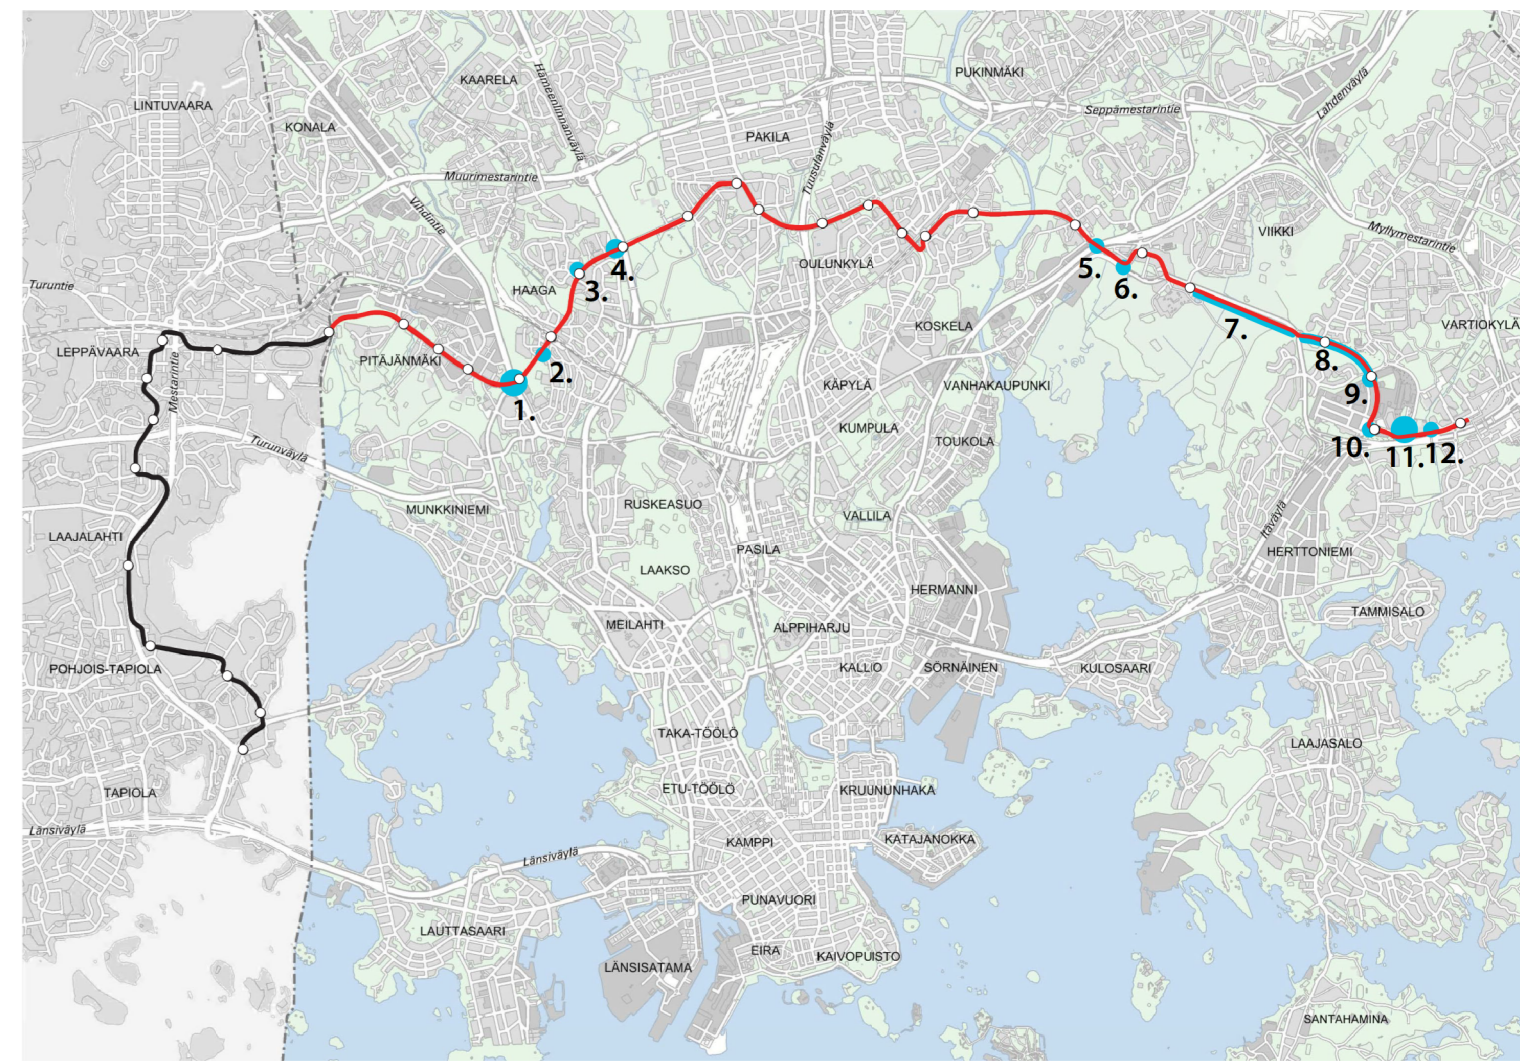 LINTUVAARA
KONALA
KAARELA
Hämeenlinnanväylä
PUKINMÄKI
Lahdenväylä
Seppämestarintie
PAKILA
Tuusulanväylä
Muurimestarintie
Vihdintie
VIIKKI
Myllymestarintie
OULUNKYLÄ
4.
5.
6.
Turuntie
HAAGA
3.
KOSKELA
VARTIOKYLÄ
7.
LEPPÄVAARA
PITÄJÄNMÄKI
8.
Mestarintie
2.
KÄPYLÄ
VANHAKAUPUNKI
9.
1.
KUMPULA
TOUKOLA
10.
11.
12.
Turunväylä
MUNKKINIEMI
RUSKEASUO
VALLILA
Itäväylä
LAAJALAHTI
PASILA
HERTTONIEMI
LAAKSO
HERMANNI
TAMMISALO
MEILAHTI
ALPPIHARJU
POHJOIS-TAPIOLA
KALLIO
SÖRNÄINEN
KULOSAARI
TAKA-TÖÖLÖ
LAAJASALO
TAPIOLA
ETU-TÖÖLÖ
KRUUNUNHAKA
Länsiväylä
KAMPPI
KATAJANOKKA
Länsiväylä
PUNAVUORI
LAUTTASAARI
EIRA
KAIVOPUISTO
LÄNSISATAMA
SANTAHAMINA